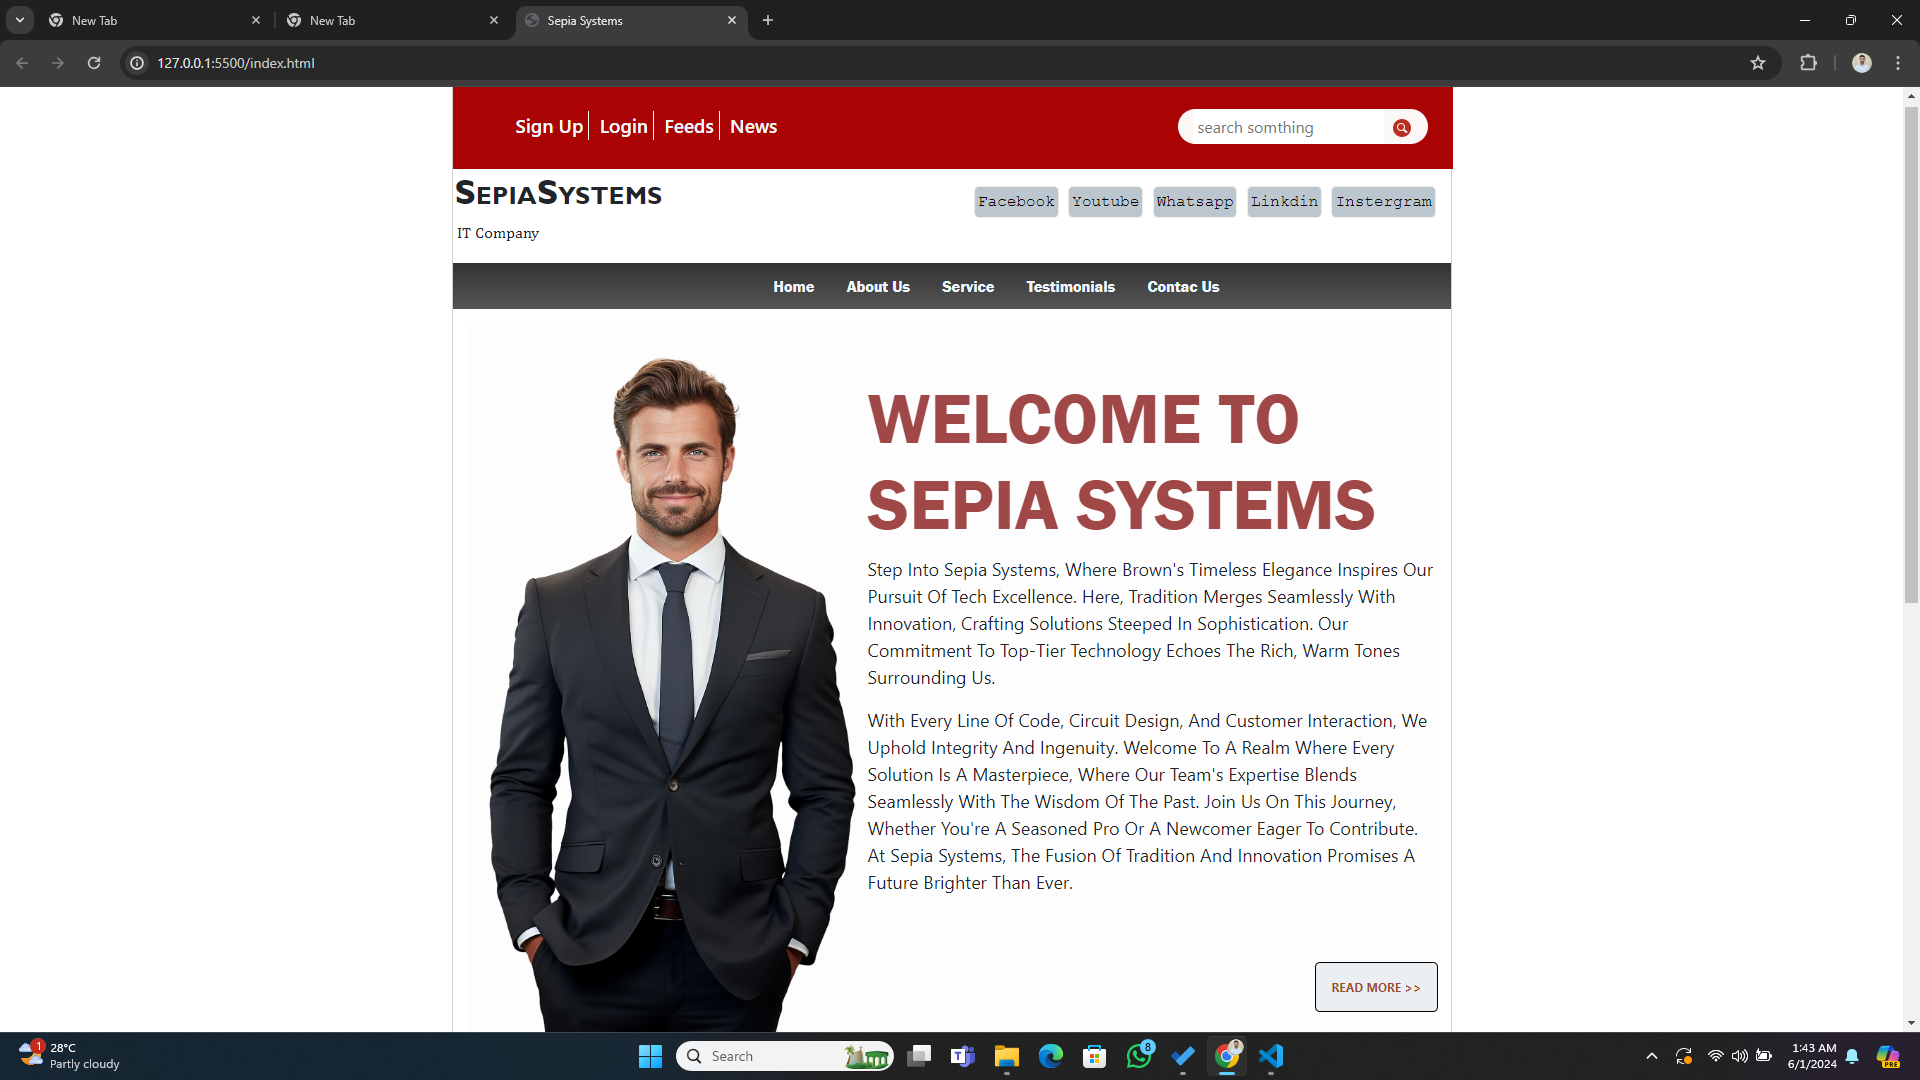 New Tab
New Tab
Sepia Systems
127.0.0.1:5500/index.html
Sign Up Login Feeds News
search somthing
SEPIASYSTEMS
Facebook Youtube Whatsapp Linkdin Instergram
IT Company
Home About Us Service Testimonials Contac Us
WELCOME TO
SEPIA SYSTEMS
Step Into Sepia Systems, Where Brown's Timeless Elegance Inspires Our
Pursuit Of Tech Excellence. Here, Tradition Merges Seamlessly With
Innovation, Crafting Solutions Steeped In Sophistication. Our
Commitment To Top-Tier Technology Echoes The Rich, Warm Tones
Surrounding Us.
With Every Line Of Code, Circuit Design, And Customer Interaction, We
Uphold Integrity And Ingenuity. Welcome To A Realm Where Every
Solution Is A Masterpiece, Where Our Team's Expertise Blends
Seamlessly With The Wisdom Of The Past. Join Us On This Journey,
Whether You're A Seasoned Pro Or A Newcomer Eager To Contribute.
At Sepia Systems, The Fusion Of Tradition And Innovation Promises A
Future Brighter Than Ever.
READ MORE >>
1
28°C
Partly cloudy
Search
T
8
1:43 AM
6/1/2024
PRE